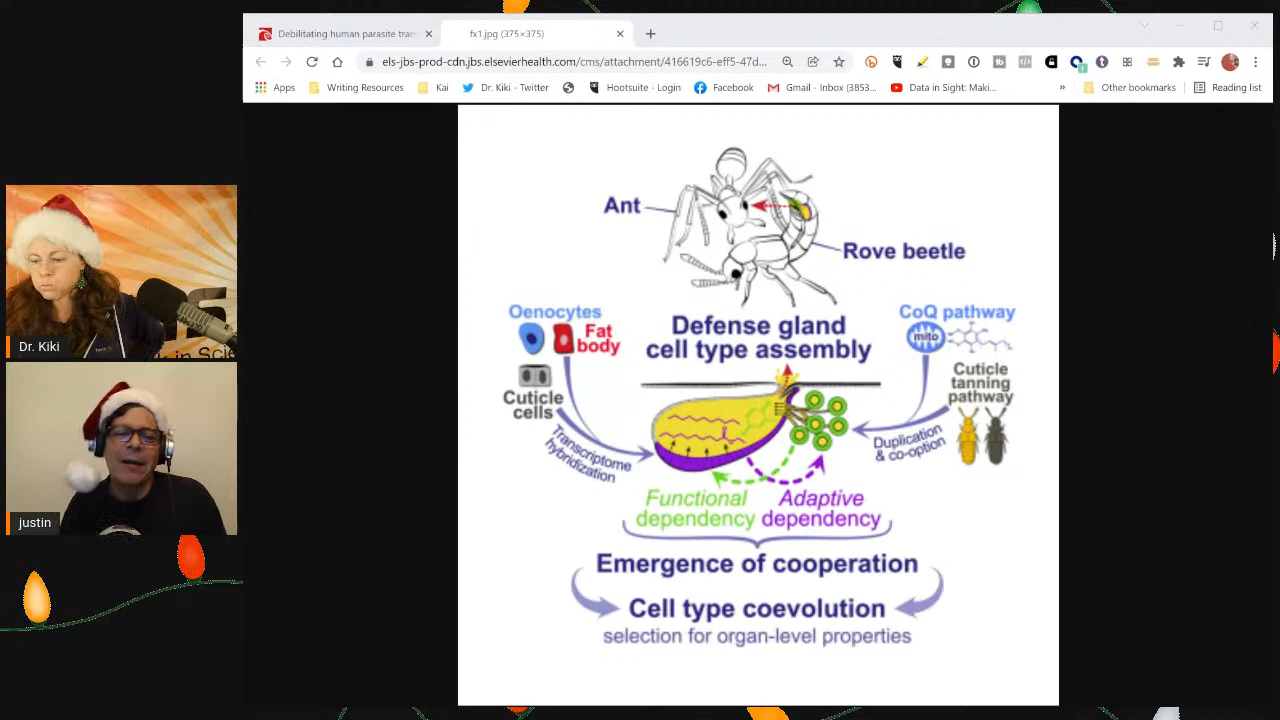 Debilitating human parasite tran
fx1.jpg (375×375)
els-jbs-prod-cdn.jbs.elsevierhealth.com/cms/attachment/416619c6-eff5-47d...
Apps
Writing Resources
Kai
Dr. Kiki - Twitter
Hootsuite - Login
Facebook
Gmail - Inbox (3853...
Data in Sight: Maki...
»
Other bookmarks
Reading list
Ant
Rove beetle
Oenocytes
Fat
body
Cuticle
cells
Transcriptome
hybridization
Defense gland
cell type assembly
CoQ pathway
mito
Cuticle
tanning
pathway
Duplication
& co-option
Functional
dependency
Adaptive
dependency
Emergence of cooperation
Cell type coevolution
selection for organ-level properties
Dr. Kiki
justin